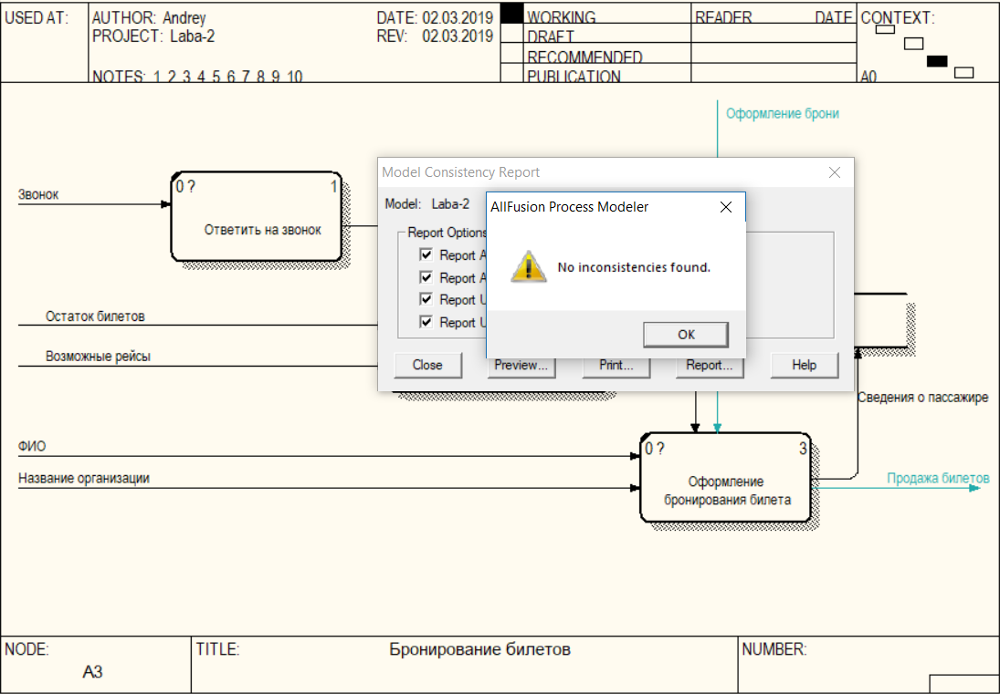 USED AT:
AUTHOR: Andrey
DATE: 02.03.2019
PROJECT: Laba-2
REV: 02.03.2019
NOTES: 1 2 3 4 5 6 7 8 9 10
WORKING
DRAFT
RECOMMENDED
PUBLICATION
READER
DATE
CONTEXT:
A0
Оформление брони
Звонок
0 ?
1
Ответить на звонок
Остаток билетов
Возможные рейсы
Model Consistency Report
Model: Laba-2
Report Options
Report
Report
Report
Report
Close
Preview...
Print...
Report...
Help
AllFusion Process Modeler
No inconsistencies found.
OK
Сведения о пассажире
ФИО
Название организации
0 ?
3
Оформление
бронирования билета
Продажа билетов
NODE:
A3
TITLE:
Бронирование билетов
NUMBER: